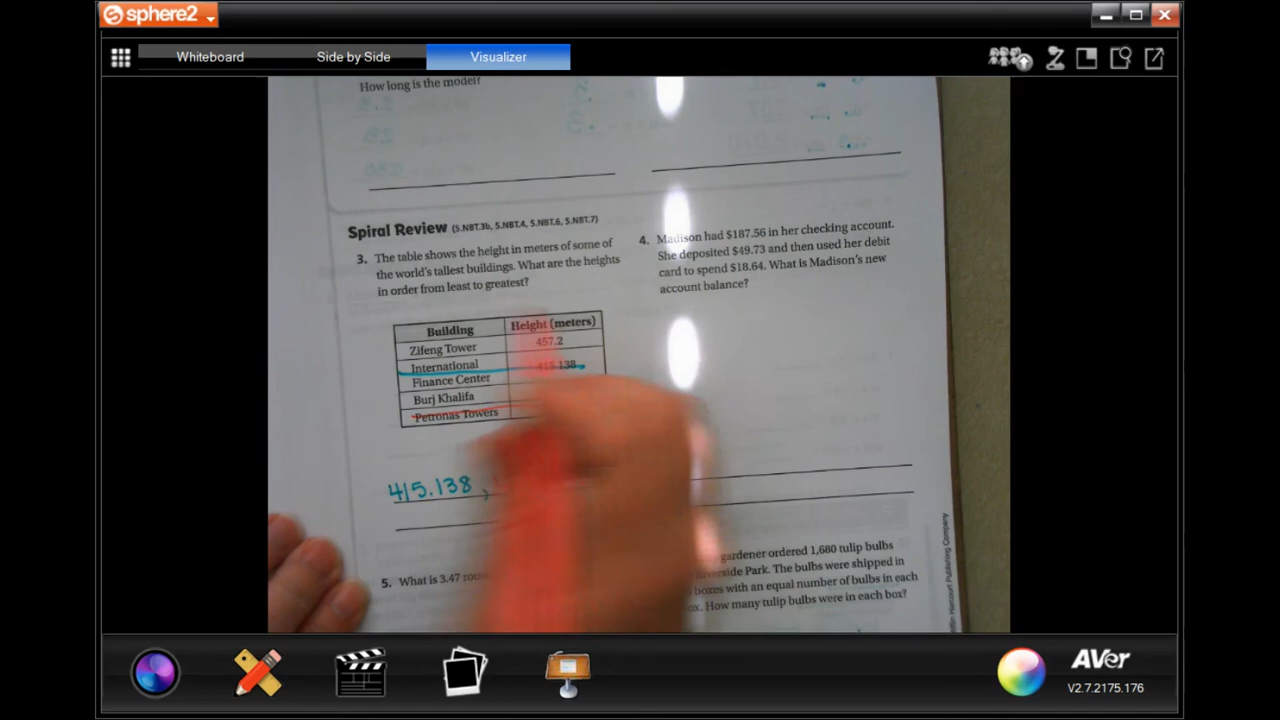 sphere2
Whiteboard
Side by Side
Visualizer
How long is the model?
Spiral Review (5.NBT.3b, 5.NBT.4, 5.NBT.6, 5.NBT.7)
3. The table shows the height in meters of some of
the world's tallest buildings. What are the heights
in order from least to greatest?
Building Height (meters)
Zifeng Tower 457.2
International
Finance Center 415.138
Burj Khalifa
Petronas Towers
415.138,
4. Madison had $187.56 in her checking account.
She deposited $49.73 and then used her debit
card to spend $18.64. What is Madison's new
account balance?
5. What is 3.47
gardener ordered 1,680 tulip bulbs
Park. The bulbs were shipped in
boxes with an equal number of bulbs in each
How many tulip bulbs were in each box?
Harcourt Publishing Company
AVer
V2.7.2175.176